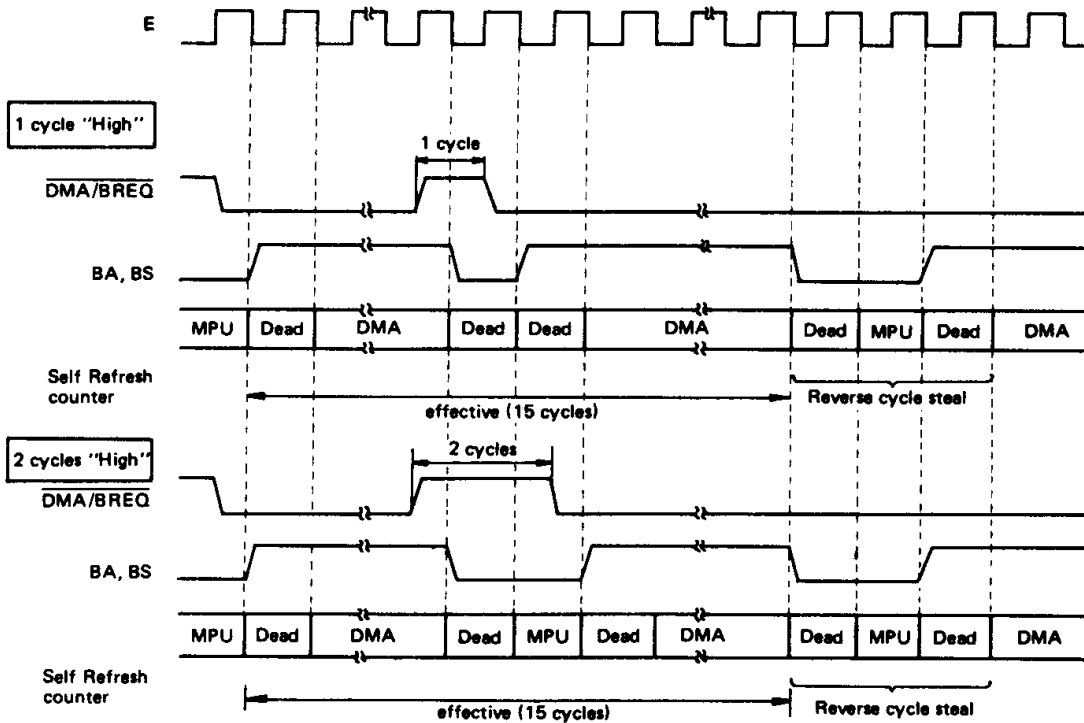 E
1 cycle "High"
1 cycle
DMA/BREQ
BA, BS
MPU Dead DMA Dead Dead DMA Dead MPU Dead DMA
Self Refresh
counter
effective (15 cycles)
Reverse cycle steal
2 cycles "High"
2 cycles
DMA/BREQ
BA, BS
MPU Dead DMA Dead MPU Dead DMA Dead MPU Dead DMA
Self Refresh
counter
effective (15 cycles)
Reverse cycle steal